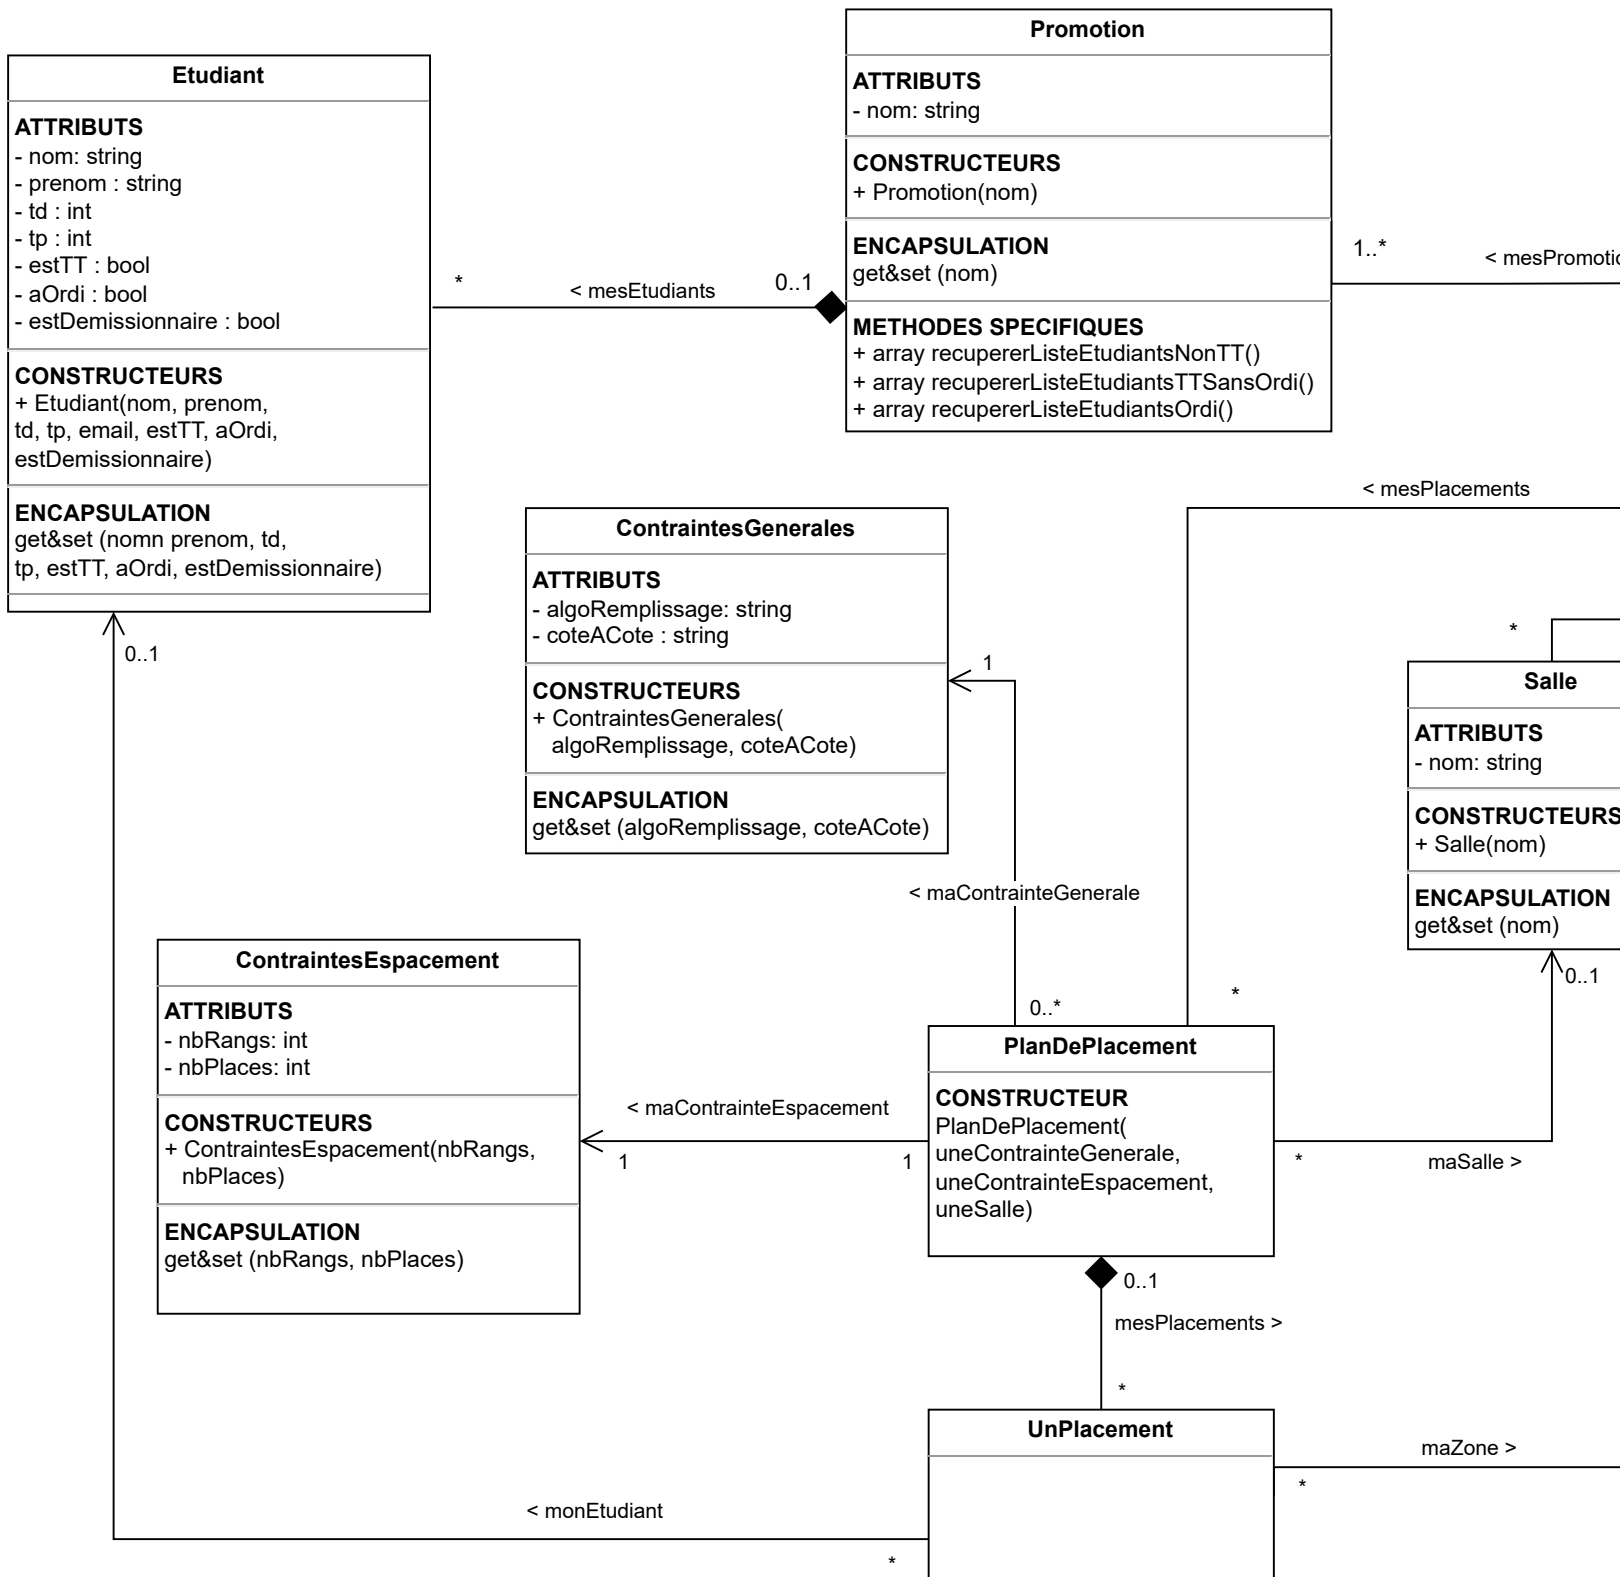 Etudiant
ATTRIBUTS
- nom: string
- prenom : string
- td : int
- tp : int
- estTT : bool
- aOrdi : bool
- estDemissionnaire : bool
CONSTRUCTEURS
+ Etudiant(nom, prenom,
td, tp, email, estTT, aOrdi,
estDemissionnaire)
ENCAPSULATION
get&set (nomn prenom, td,
tp, estTT, aOrdi, estDemissionnaire)
0..1
*
< mesEtudiants
0..1
Promotion
ATTRIBUTS
- nom: string
CONSTRUCTEURS
+ Promotion(nom)
ENCAPSULATION
get&set (nom)
METHODES SPECIFIQUES
+ array recupererListeEtudiantsNonTT()
+ array recupererListeEtudiantsTTSansOrdi()
+ array recupererListeEtudiantsOrdi()
1..*
< mesPromotio
< mesPlacements
ContraintesGenerales
ATTRIBUTS
- algoRemplissage: string
- coteACote : string
CONSTRUCTEURS
+ ContraintesGenerales(
algoRemplissage, coteACote)
ENCAPSULATION
get&set (algoRemplissage, coteACote)
1
< maContrainteGenerale
0..*
*
*
Salle
ATTRIBUTS
- nom: string
CONSTRUCTEURS
+ Salle(nom)
ENCAPSULATION
get&set (nom)
0..1
ContraintesEspacement
ATTRIBUTS
- nbRangs: int
- nbPlaces: int
CONSTRUCTEURS
+ ContraintesEspacement(nbRangs,
nbPlaces)
ENCAPSULATION
get&set (nbRangs, nbPlaces)
< maContrainteEspacement
1
1
PlanDePlacement
CONSTRUCTEUR
PlanDePlacement(
uneContrainteGenerale,
uneContrainteEspacement,
uneSalle)
*
maSalle >
0..1
mesPlacements >
*
UnPlacement
maZone >
*
< monEtudiant
*